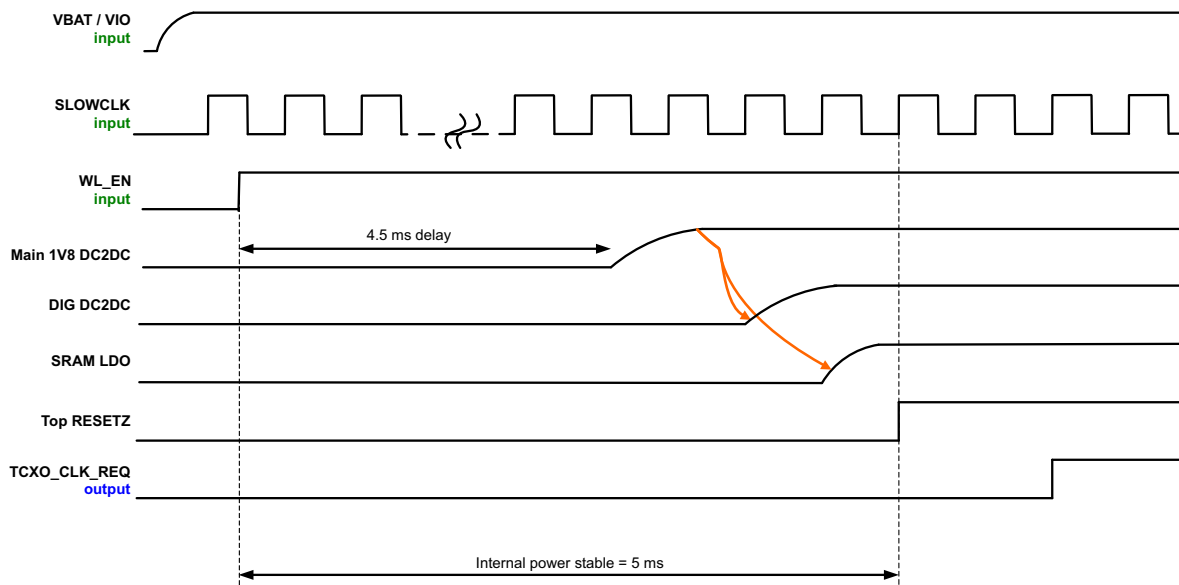 VBAT / VIO
input
SLOWCLK
input
WL_EN
input
4.5 ms delay
Main 1V8 DC2DC
DIG DC2DC
SRAM LDO
Top RESETZ
TCXO_CLK_REQ
output
Internal power stable = 5 ms